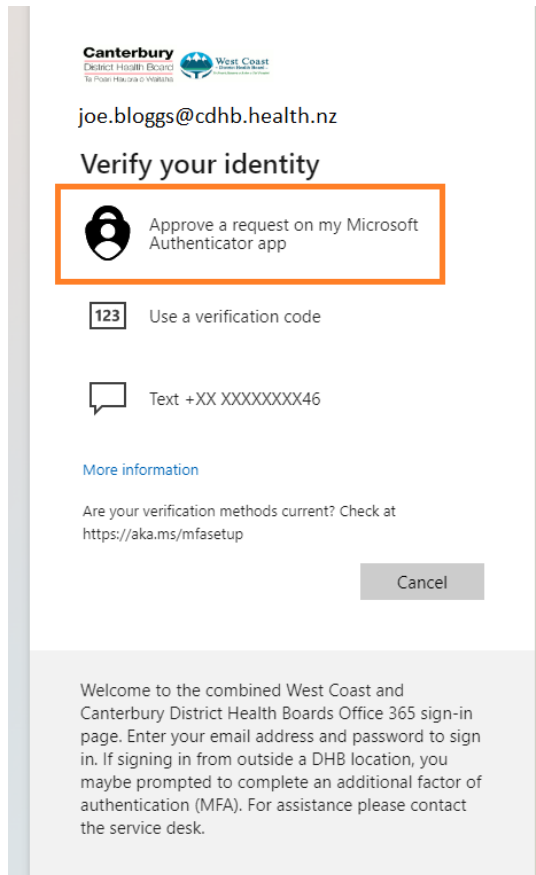 Canterbury
District Health Board
Te Poari Hauora o Waitaha
West Coast
District Health Board
joe.bloggs@cdhb.health.nz
Verify your identity
Approve a request on my Microsoft
Authenticator app
123
Use a verification code
Text +XX XXXXXXXX46
More information
Are your verification methods current? Check at
https://aka.ms/mfasetup
Cancel
Welcome to the combined West Coast and
Canterbury District Health Boards Office 365 sign-in
page. Enter your email address and password to sign
in. If signing in from outside a DHB location, you
maybe prompted to complete an additional factor of
authentication (MFA). For assistance please contact
the service desk.